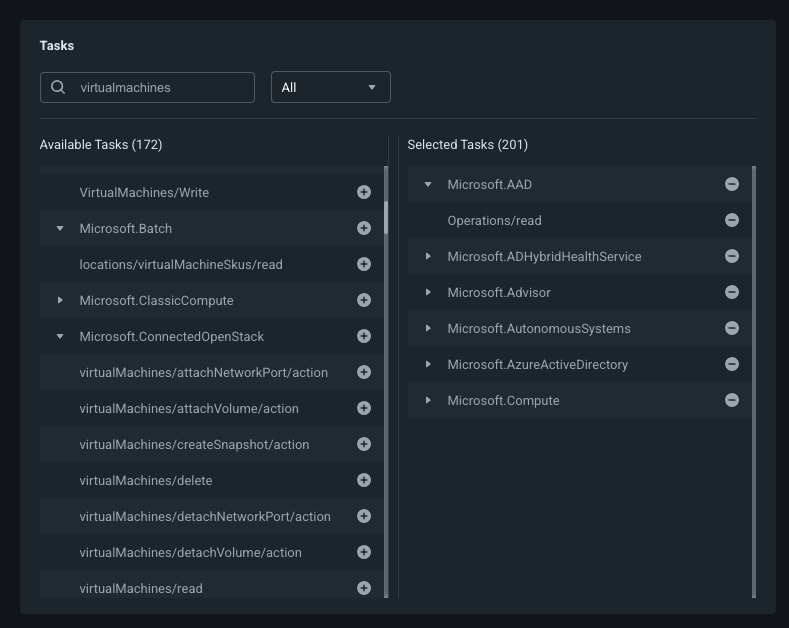 Tasks
virtualmachines
All
Available Tasks (172)
VirtualMachines/Write
Microsoft.Batch
locations/virtualMachineSkus/read
Microsoft.ClassicCompute
Microsoft.ConnectedOpenStack
virtualMachines/attachNetworkPort/action
virtualMachines/attachVolume/action
virtualMachines/createSnapshot/action
virtualMachines/delete
virtualMachines/detachNetworkPort/action
virtualMachines/detachVolume/action
virtualMachines/read
Selected Tasks (201)
Microsoft.AAD
Operations/read
Microsoft.ADHybridHealthService
Microsoft.Advisor
Microsoft.AutonomousSystems
Microsoft.AzureActiveDirectory
Microsoft.Compute